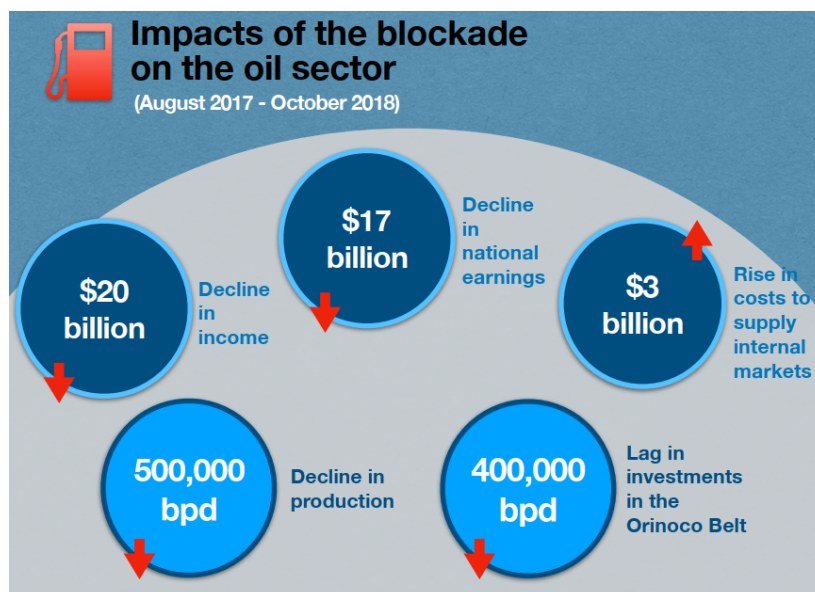 Impacts of the blockade
on the oil sector
(August 2017 - October 2018)
$20
billion
Decline
in
income
$17
billion
Decline
in
national
earnings
$3
billion
Rise in
costs to
supply
internal
markets
500,000
bpd
Decline in
production
400,000
bpd
Lag in
investments
in the
Orinoco Belt